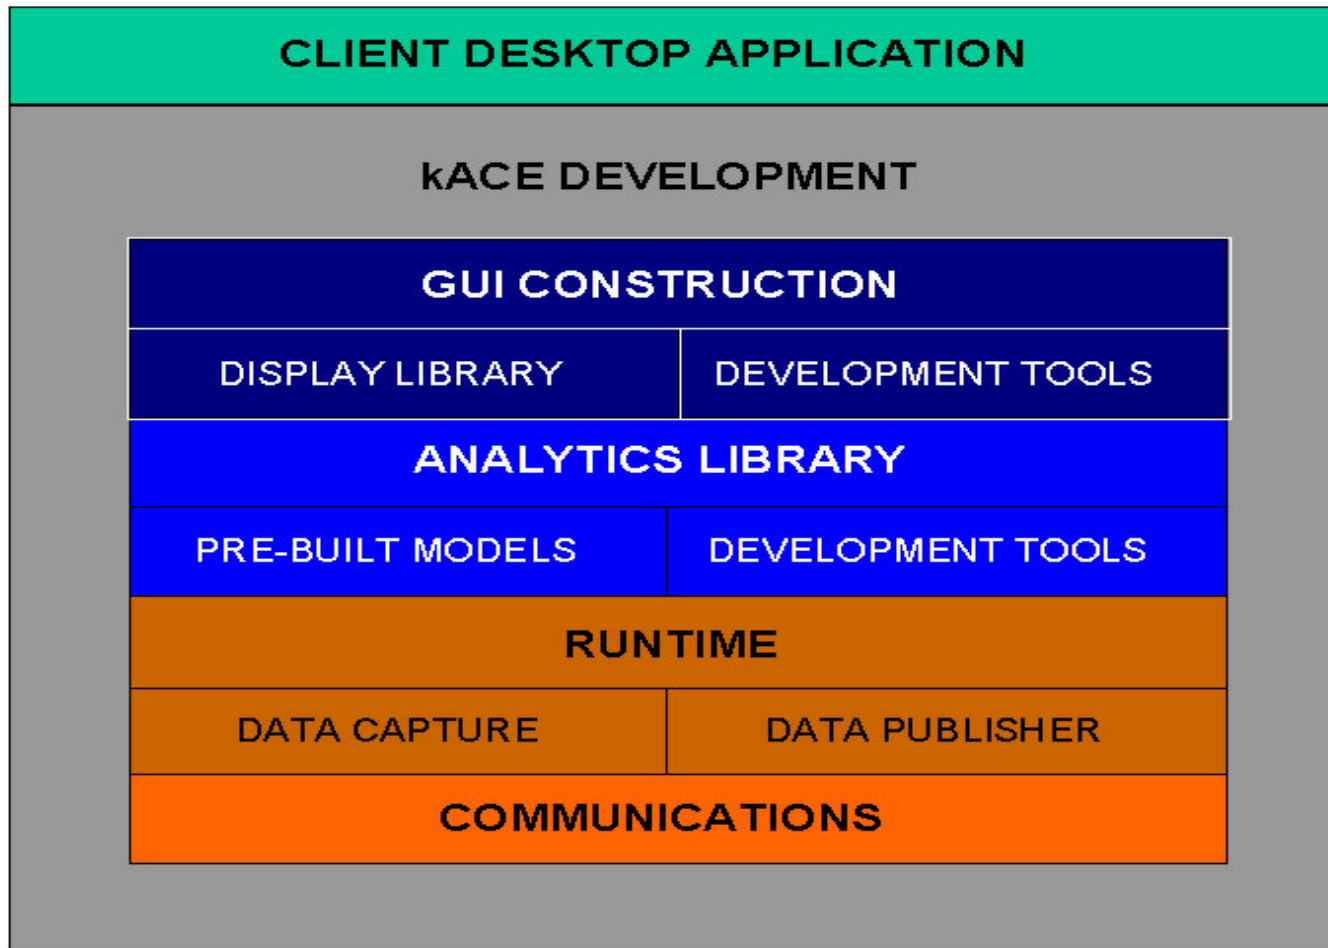 CLIENT DESKTOP APPLICATION
kACE DEVELOPMENT
GUI CONSTRUCTION
DISPLAY LIBRARY
DEVELOPMENT TOOLS
ANALYTICS LIBRARY
PRE-BUILT MODELS
DEVELOPMENT TOOLS
RUNTIME
DATA CAPTURE
DATA PUBLISHER
COMMUNICATIONS